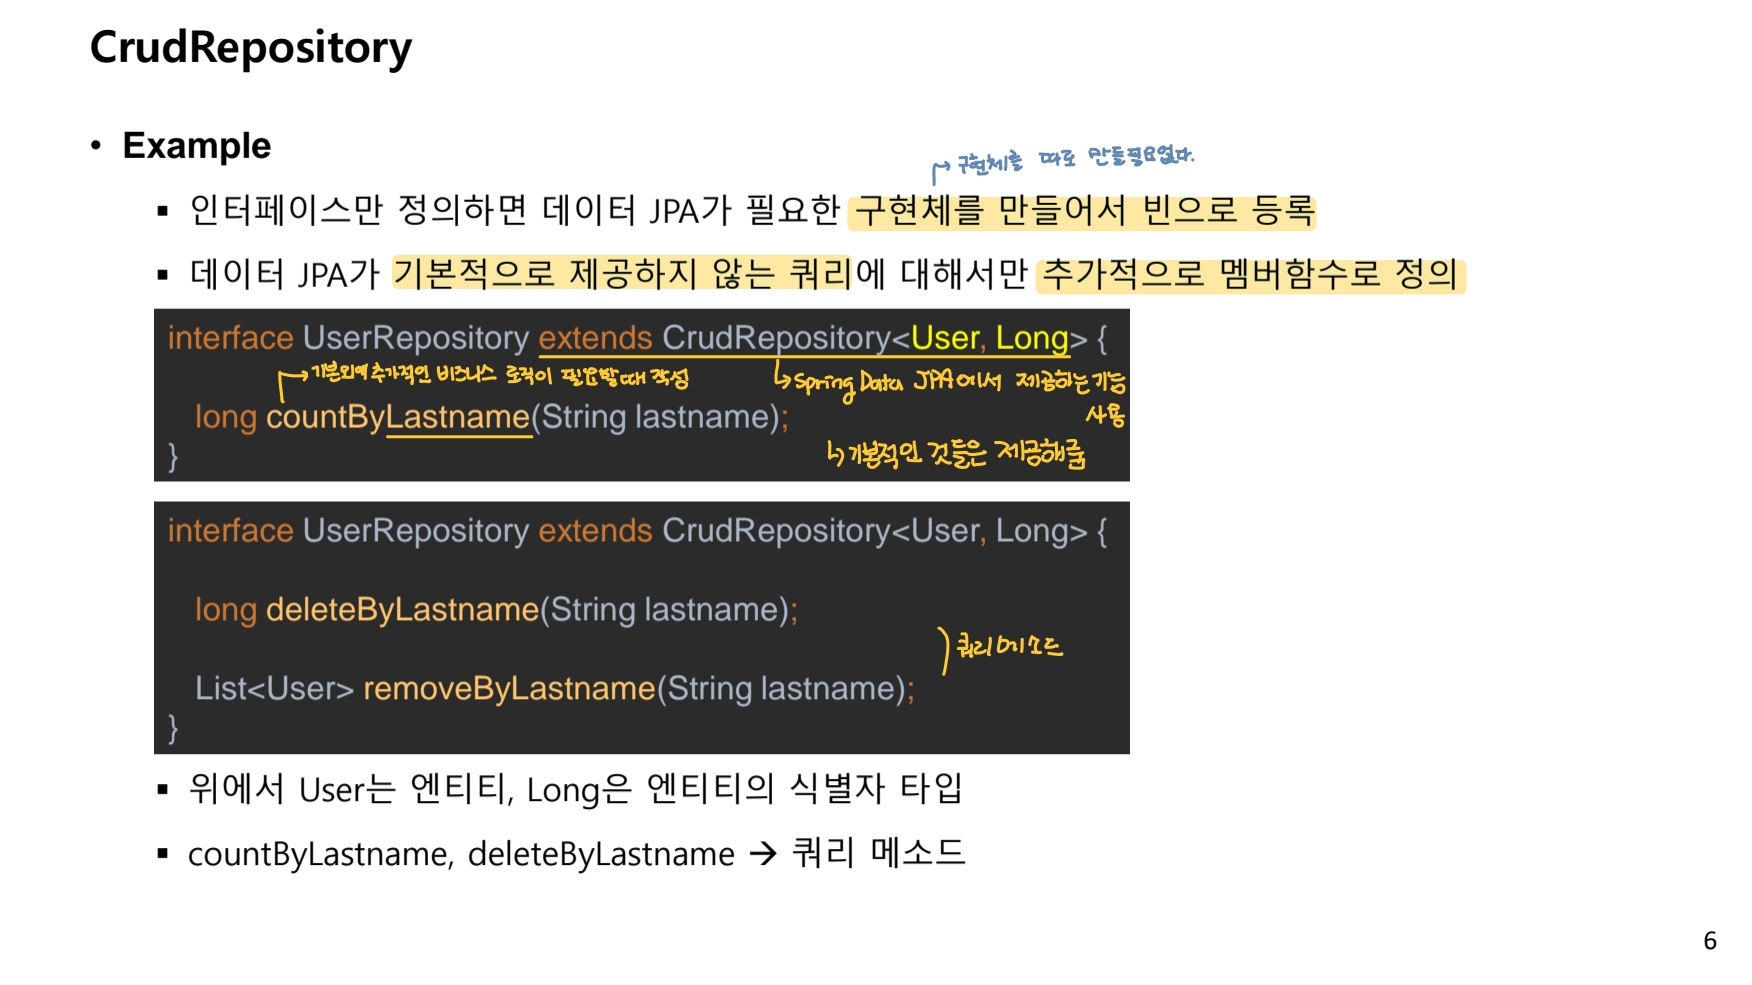 CrudRepository
• Example
구현체를 따로 만들필요없다.
▪ 인터페이스만 정의하면 데이터 JPA가 필요한 구현체를 만들어서 빈으로 등록
▪ 데이터 JPA가 기본적으로 제공하지 않는 쿼리에 대해서만 추가적으로 멤버함수로 정의
interface UserRepository extends CrudRepository<User, Long> {
기본외에 추가적인 비즈니스 로직이 필요할때 작성
Spring Data JPA에서 제공하는 기능
사용
long countByLastname(String lastname);
기본적인 것들은 제공해줌
}
interface UserRepository extends CrudRepository<User, Long> {
long deleteByLastname(String lastname);
쿼리메소드
List<User> removeByLastname(String lastname);
}
▪ 위에서 User는 엔티티, Long은 엔티티의 식별자 타입
▪ countByLastname, deleteByLastname → 쿼리 메소드
6